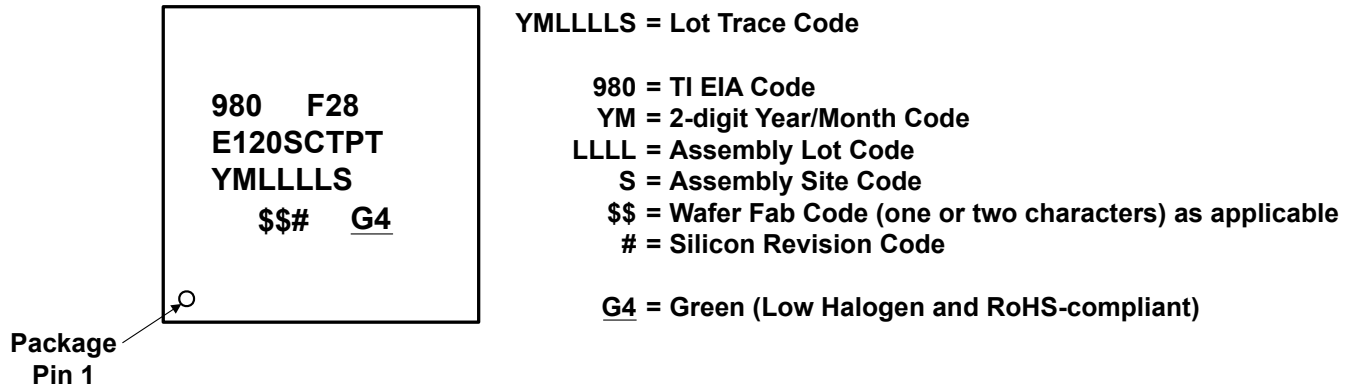 980 F28
E120SCTPT
YMLLLLS
$$# G4
Package
Pin 1
YMLLLLS = Lot Trace Code
980 = TI EIA Code
YM = 2-digit Year/Month Code
LLLL = Assembly Lot Code
S = Assembly Site Code
$$ = Wafer Fab Code (one or two characters) as applicable
# = Silicon Revision Code
G4 = Green (Low Halogen and RoHS-compliant)